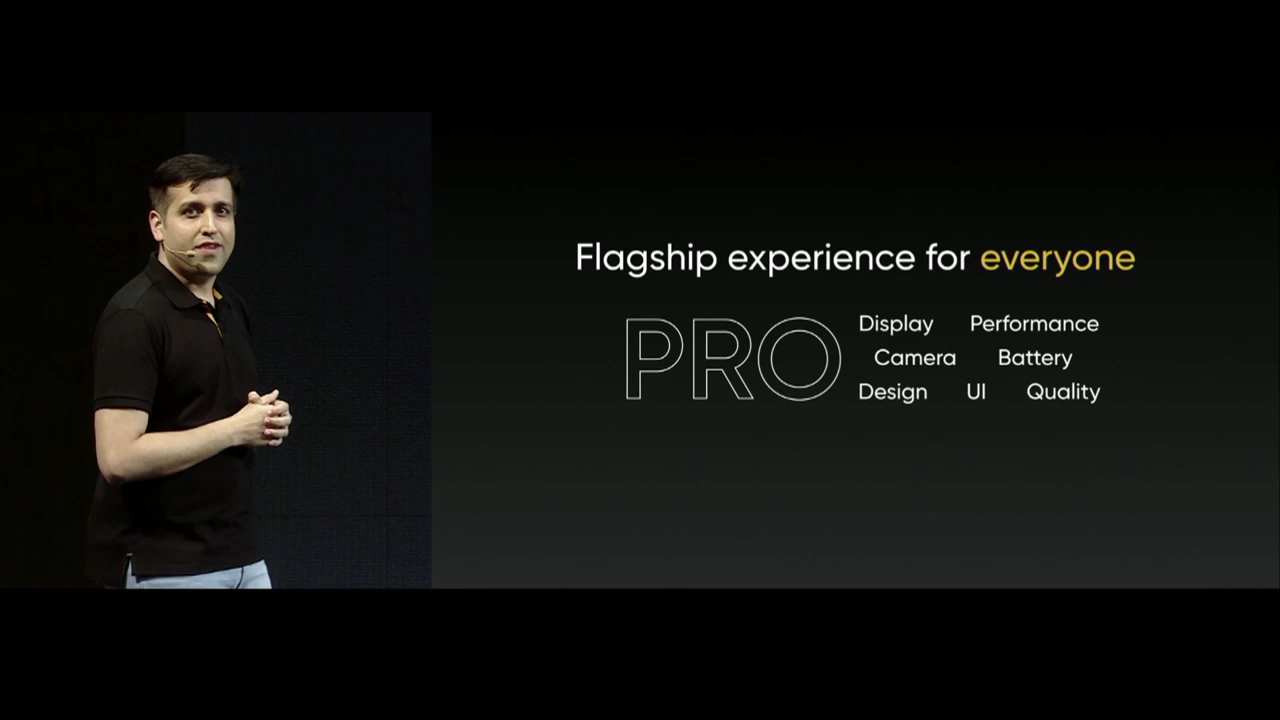 Flagship experience for everyone
PRO
Display Performance
Camera Battery
Design UI Quality